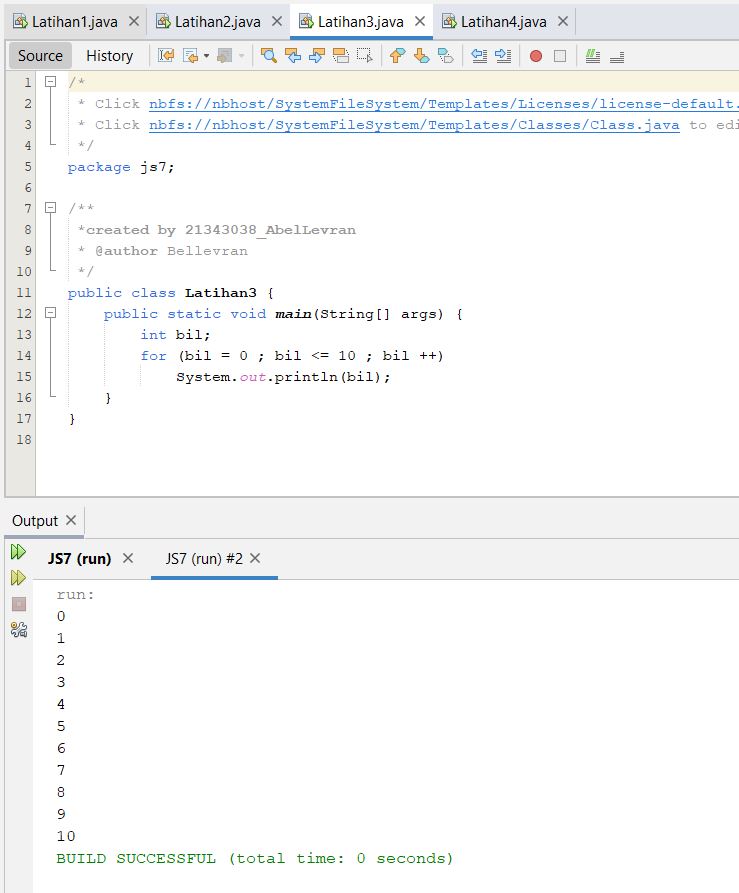 Latihan1.java Latihan2.java Latihan3.java Latihan4.java
Source History
1 /*
2 * Click nbfs://nbhost/SystemFileSystem/Templates/Licenses/license-default.
3 * Click nbfs://nbhost/SystemFileSystem/Templates/Classes/Class.java to edi
4 */
5 package js7;
6
7 /**
8 *created by 21343038_AbelLevran
9 * @author Bellevran
10 */
11 public class Latihan3 {
12 public static void main(String[] args) {
13 int bil;
14 for (bil = 0 ; bil <= 10 ; bil ++)
15 System.out.println(bil);
16 }
17 }
18
Output
JS7 (run) JS7 (run) #2
run:
0
1
2
3
4
5
6
7
8
9
10
BUILD SUCCESSFUL (total time: 0 seconds)